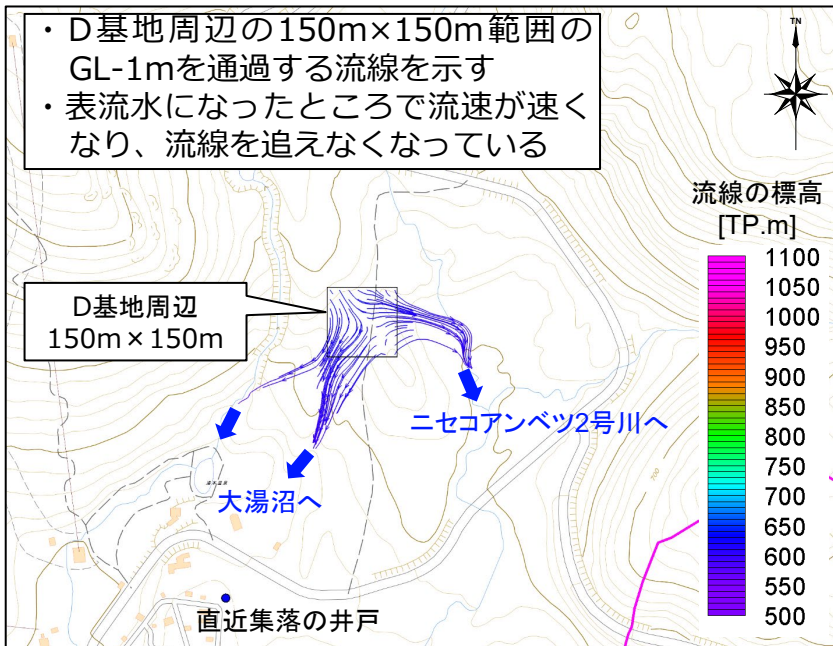 ・D基地周辺の150m×150m範囲の
GL-1mを通過する流線を示す
・表流水になったところで流速が速く
なり、流線を追えなくなっている
TN
流線の標高
[TP.m]
1100
1050
1000
950
900
850
800
750
700
650
600
550
500
D基地周辺
150m×150m
ニセコアンベツ2号川へ
大湯沼へ
700
直近集落の井戸